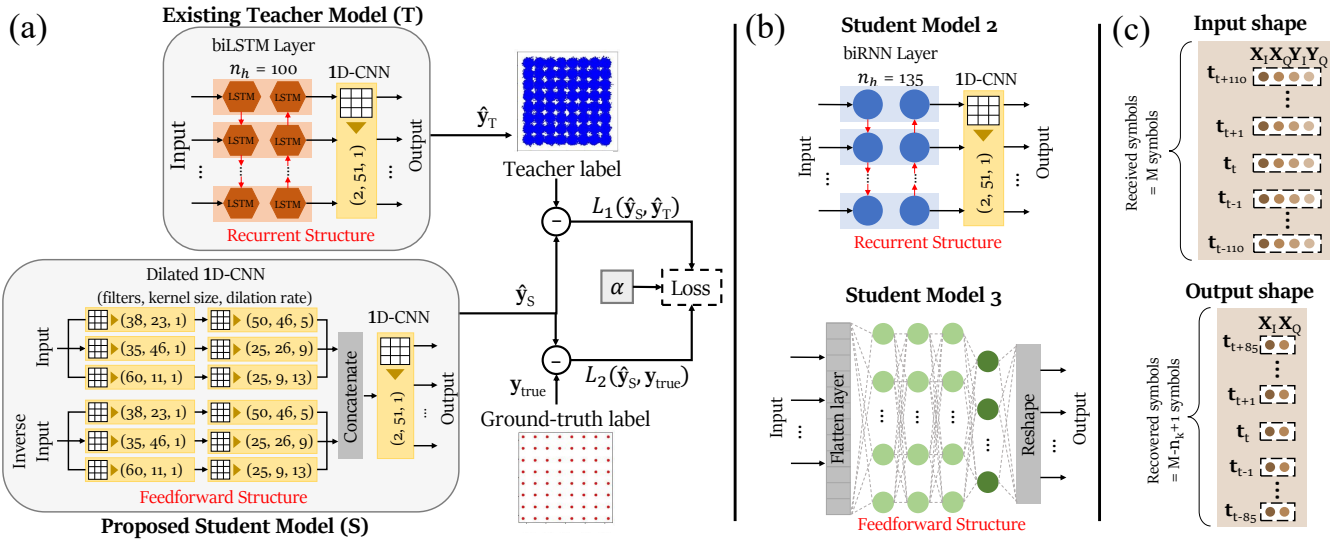 (a)
Existing Teacher Model (T)
biLSTM Layer
n_h = 100
1D-CNN
LSTM LSTM
LSTM LSTM
LSTM LSTM
Input
...
(2, 51, 1)
...
Output
Recurrent Structure
ŷ_T
Teacher label
−
L₁(ŷ_S, ŷ_T)
α
Loss
ŷ_S
−
L₂(ŷ_S, y_true)
y_true
Ground-truth label
Dilated 1D-CNN
(filters, kernel size, dilation rate)
1D-CNN
Input
(38, 23, 1) (50, 46, 5)
(35, 46, 1) (25, 26, 9)
(60, 11, 1) (25, 9, 13)
Inverse
Input
(38, 23, 1) (50, 46, 5)
(35, 46, 1) (25, 26, 9)
(60, 11, 1) (25, 9, 13)
Concatenate
(2, 51, 1)
...
Output
Feedforward Structure
Proposed Student Model (S)
(b)
Student Model 2
biRNN Layer
n_h = 135
1D-CNN
Input
...
(2, 51, 1)
...
Output
Recurrent Structure
Student Model 3
Input
...
Flatten layer
...
Reshape
...
Output
Feedforward Structure
(c)
Input shape
X_I X_Q Y_I Y_Q
t_t+110
t_t+1
t_t
t_t-1
t_t-110
Received symbols
= M symbols
Output shape
X_I X_Q
t_t+85
t_t+1
t_t
t_t-1
t_t-85
Recovered symbols
= M-n_k+1 symbols